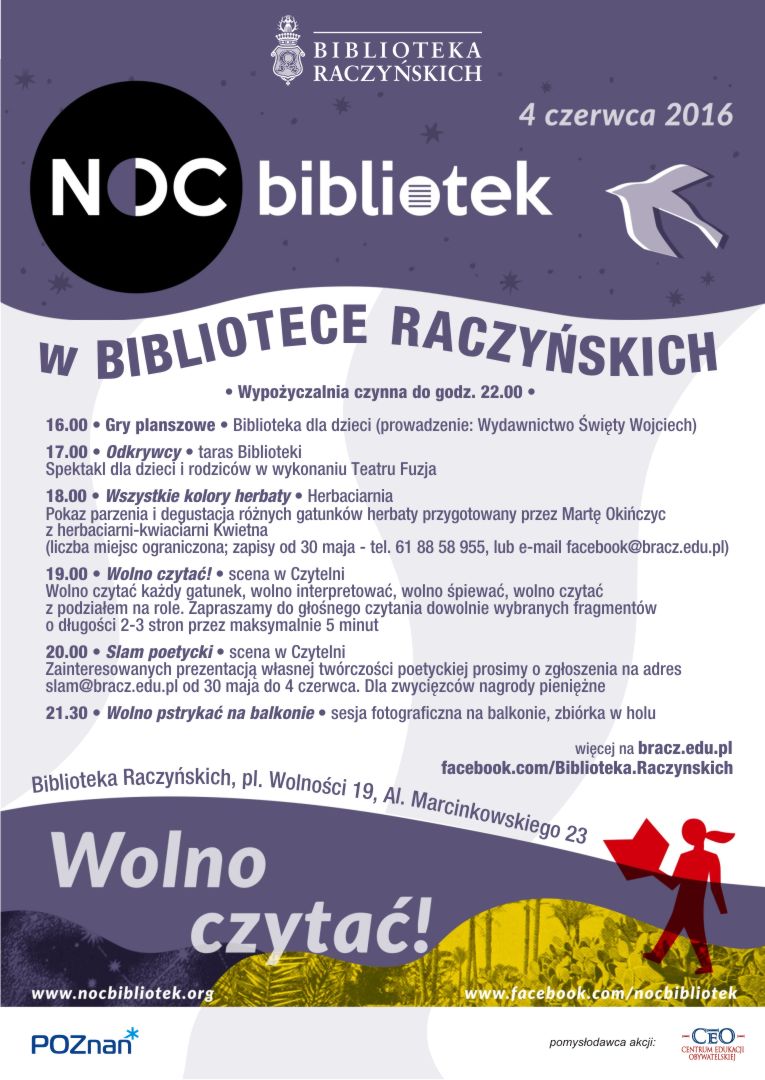 BIBLIOTEKA
RACZYŃSKICH
4 czerwca 2016
NOC bibliotek
W BIBLIOTECE RACZYŃSKICH
• Wypożyczalnia czynna do godz. 22.00 •
16.00 • Gry planszowe • Biblioteka dla dzieci (prowadzenie: Wydawnictwo Święty Wojciech)
17.00 • Odkrywcy • taras Biblioteki
Spektakl dla dzieci i rodziców w wykonaniu Teatru Fuzja
18.00 • Wszystkie kolory herbaty • Herbaciarnia
Pokaz parzenia i degustacja różnych gatunków herbaty przygotowany przez Martę Okińczyc
z herbaciarni-kwiaciarni Kwietna
(liczba miejsc ograniczona; zapisy od 30 maja - tel. 61 88 58 955, lub e-mail facebook@bracz.edu.pl)
19.00 • Wolno czytać! • scena w Czytelni
Wolno czytać każdy gatunek, wolno interpretować, wolno śpiewać, wolno czytać
z podziałem na role. Zapraszamy do głośnego czytania dowolnie wybranych fragmentów
o długości 2-3 stron przez maksymalnie 5 minut
20.00 • Slam poetycki • scena w Czytelni
Zainteresowanych prezentacją własnej twórczości poetyckiej prosimy o zgłoszenia na adres
slam@bracz.edu.pl od 30 maja do 4 czerwca. Dla zwycięzców nagrody pieniężne
21.30 • Wolno pstrykać na balkonie • sesja fotograficzna na balkonie, zbiórka w holu
więcej na bracz.edu.pl
facebook.com/Biblioteka.Raczynskich
Biblioteka Raczyńskich, pl. Wolności 19, Al. Marcinkowskiego 23
Wolno
czytać!
www.nocbibliotek.org
www.facebook.com/nocbibliotek
POZnan*
pomysłodawca akcji:
CEO
CENTRUM EDUKACJI
OBYWATELSKIEJ